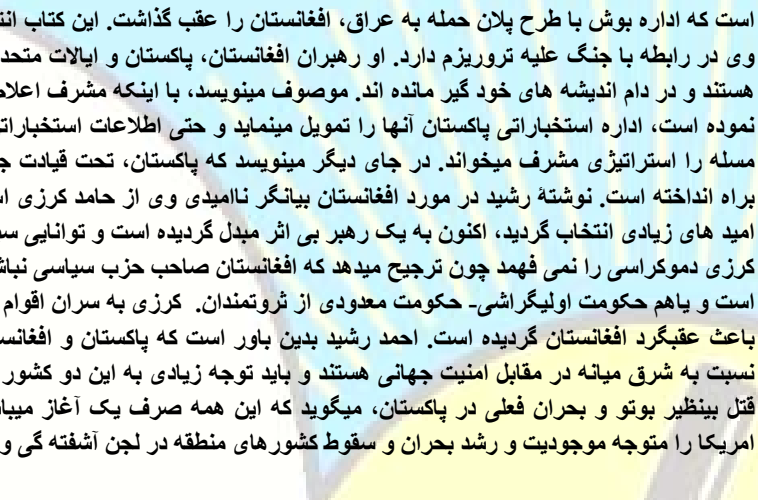 است که اداره بوش با طرح پلان حمله به عراق، افغانستان را عقب گذاشت. این کتاب
وی در رابطه با جنگ علیه تروریزم دارد. او رهبران افغانستان، پاکستان و ایالات متحد
هستند و در دام اندیشه های خود گیر مانده اند. موصوف مینویسد، با اینکه مشرف
نموده است، اداره استخباراتی پاکستان آنها را تمویل مینماید و حتی اطلاعات
مسله را استراتیژی مشرف میخواند. در جای دیگر مینویسد که پاکستان، تحت قیادت
براه انداخته است. نوشتهٔ رشید در مورد افغانستان بیانگر ناامیدی وی از حامد کرزی
امید های زیادی انتخاب گردید، اکنون به یک رهبر بی اثر مبدل گردیده است و توانایی
کرزی دموکراسی را نمی فهمد چون ترجیح میدهد که افغانستان صاحب حزب سیاسی
است و یاهم حکومت اولیگراشی- حکومت معدودی از ثروتمندان. کرزی به سران اقوام
باعث عقبگرد افغانستان گردیده است. احمد رشید بدین باور است که پاکستان و
نسبت به شرق میانه در مقابل امنیت جهانی هستند و باید توجه زیادی به این دو کشور
قتل بینظیر بوتو و بحران فعلی در پاکستان، میگوید که این همه صرف یک آغاز
امریکا را متوجه موجودیت و رشد بحران و سقوط کشورهای منطقه در لجن آشفته گی و